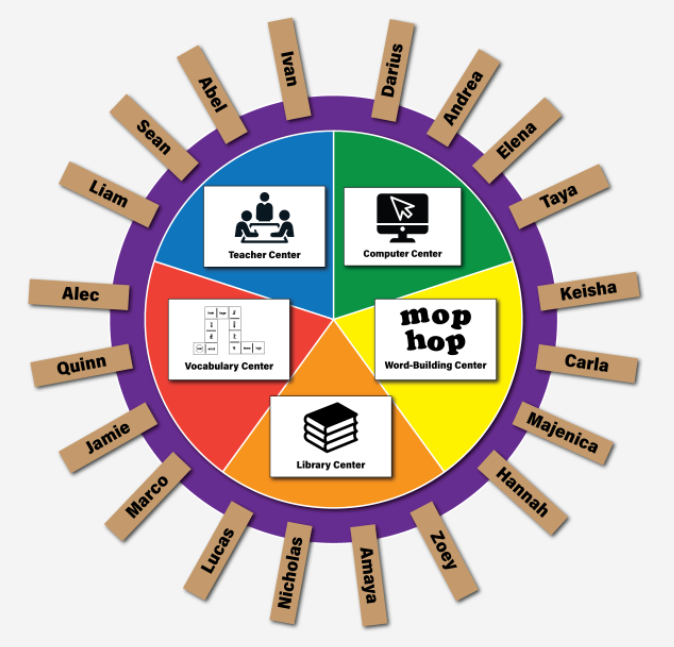 Ivan
Darius
Andrea
Elena
Taya
Keisha
Carla
Majenica
Hannah
Zoey
Amaya
Nicholas
Lucas
Marco
Jamie
Quinn
Alec
Liam
Sean
Abel
Teacher Center
Computer Center
mop
hop
Word-Building Center
Library Center
Vocabulary Center